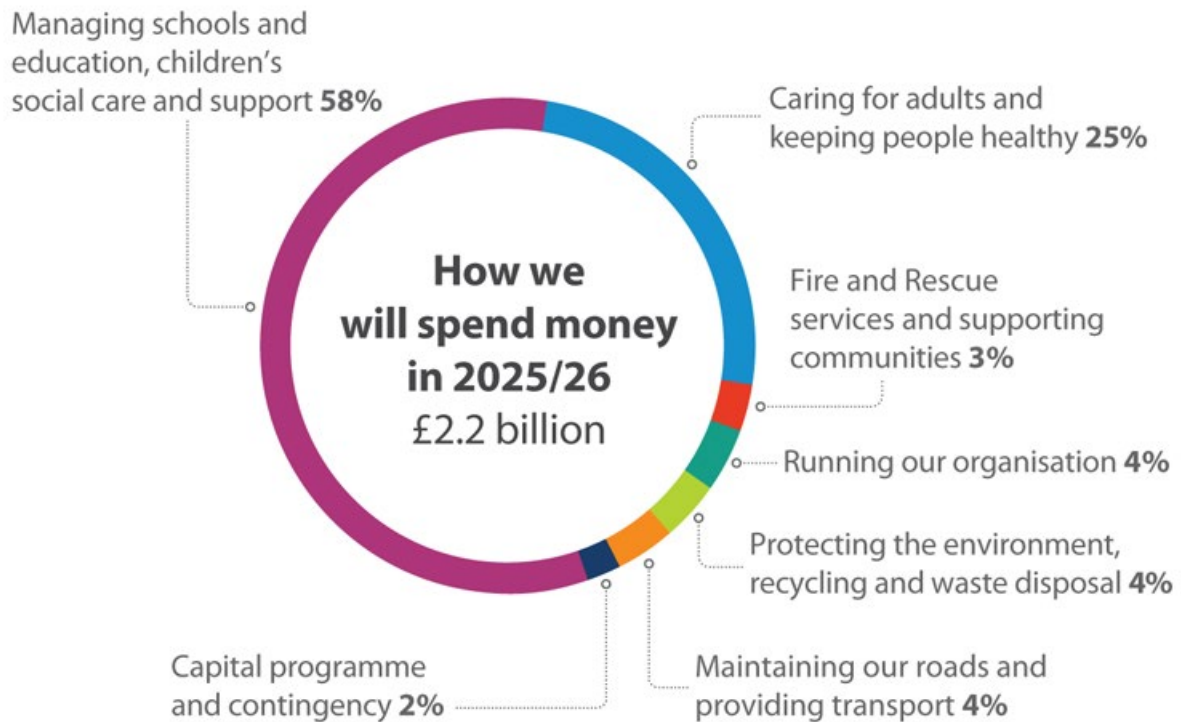 Managing schools and
education, children's
social care and support 58%
Caring for adults and
keeping people healthy 25%
How we
will spend money
in 2025/26
£2.2 billion
Fire and Rescue
services and supporting
communities 3%
Running our organisation 4%
Protecting the environment,
recycling and waste disposal 4%
Maintaining our roads and
providing transport 4%
Capital programme
and contingency 2%